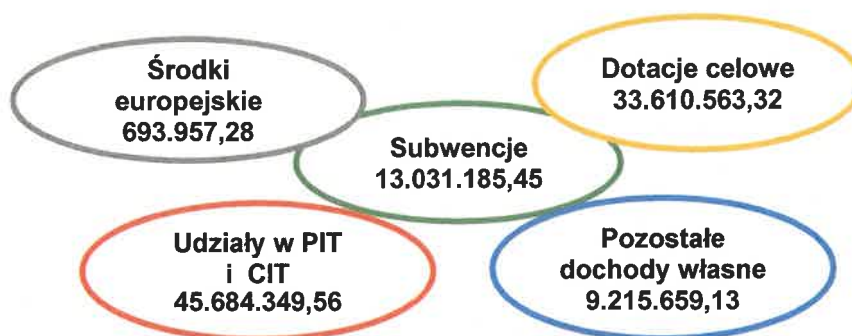 Środki
europejskie
693.957,28
Dotacje celowe
33.610.563,32
Subwencje
13.031.185,45
Udziały w PIT
i CIT
45.684.349,56
Pozostałe
dochody własne
9.215.659,13